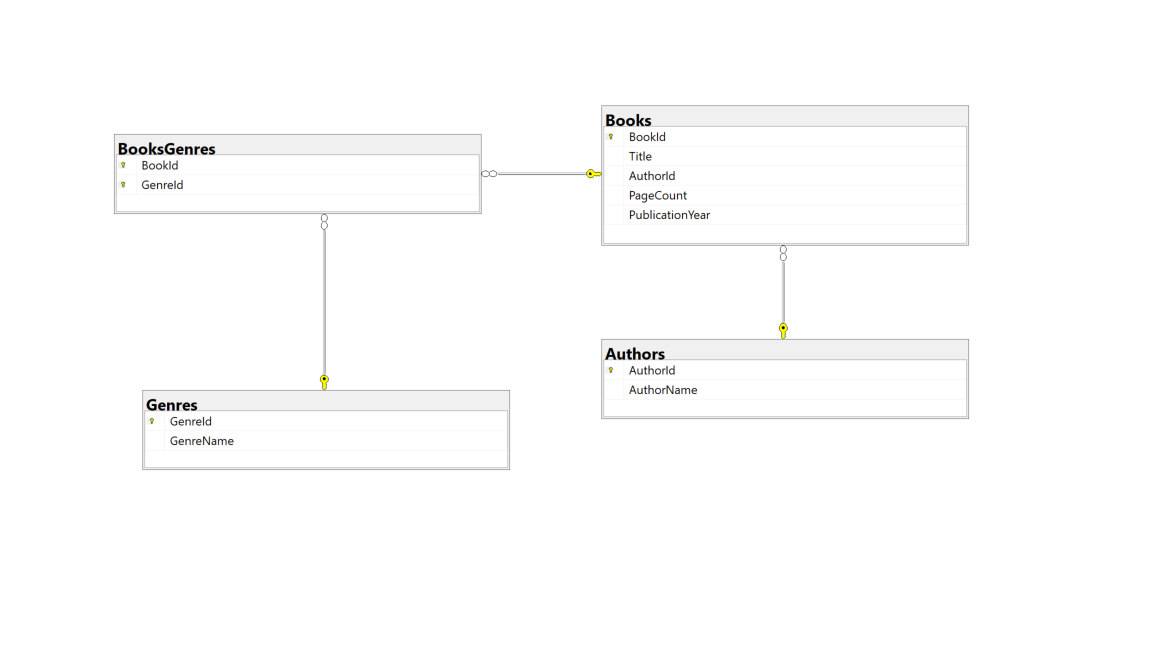 BooksGenres
BookId
GenreId
Books
BookId
Title
AuthorId
PageCount
PublicationYear
Genres
GenreId
GenreName
Authors
AuthorId
AuthorName